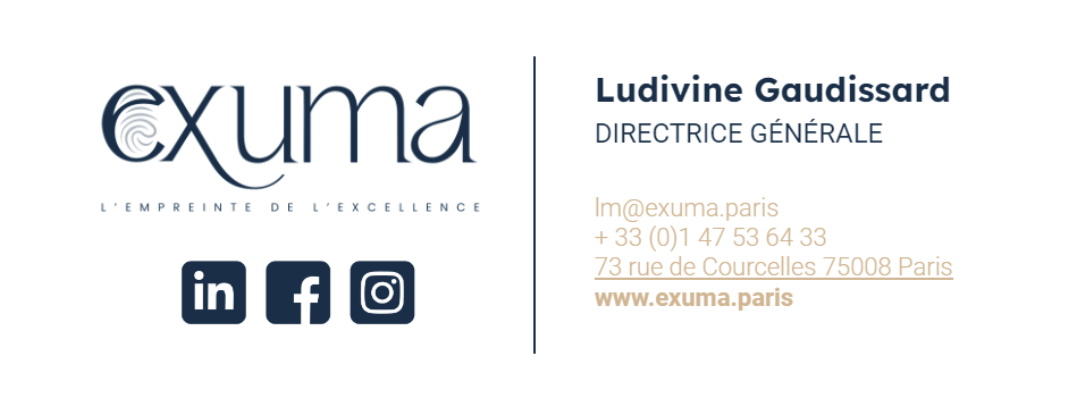 exuma
L'EMPREINTE DE L'EXCELLENCE
in
f
Ludivine Gaudissard
DIRECTRICE GÉNÉRALE
lm@exuma.paris
+ 33 (0)1 47 53 64 33
73 rue de Courcelles 75008 Paris
www.exuma.paris